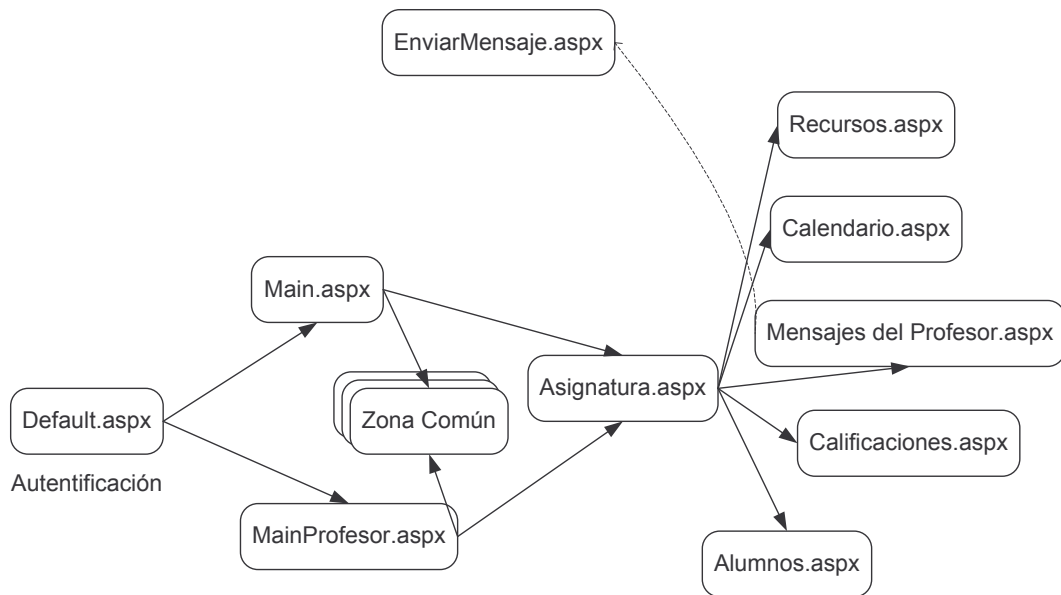 EnviarMensaje.aspx
Recursos.aspx
Calendario.aspx
Main.aspx
Mensajes del Profesor.aspx
Asignatura.aspx
Default.aspx
Zona Común
Calificaciones.aspx
Autentificación
MainProfesor.aspx
Alumnos.aspx